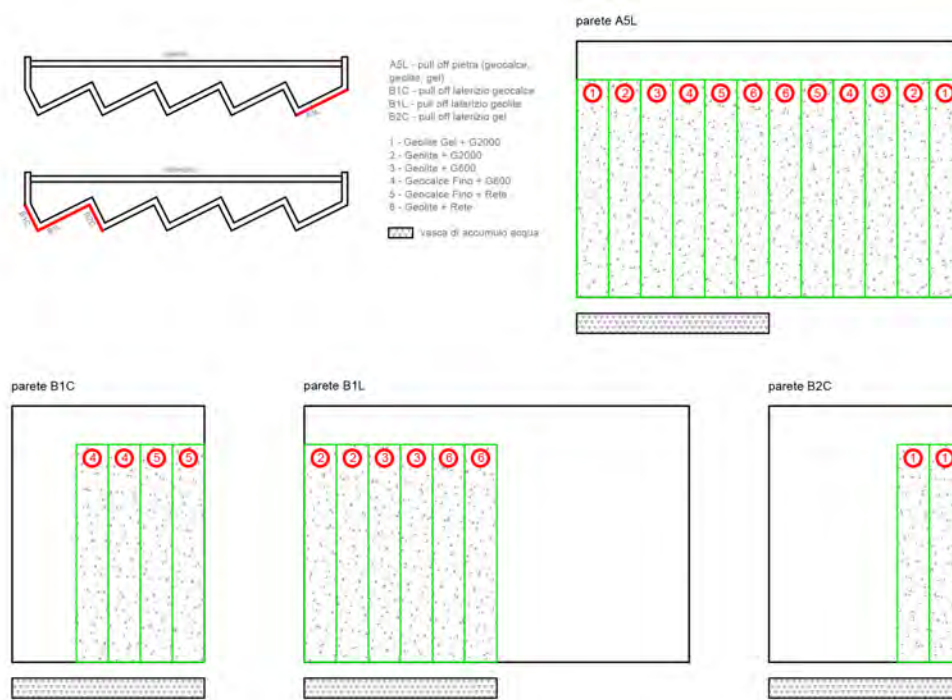 parete A5L
A5L - pull off pietra (geocalce,
geolite, gel)
B1C - pull off laterizio geocalce
B1L - pull off laterizio geolite
B2C - pull off laterizio gel
1 - Geolite Gel + G2000
2 - Geolite + G2000
3 - Geolite + G600
4 - Geocalce Fino + G600
5 - Geocalce Fino + Rete
6 - Geolite + Rete
vasca di accumulo acqua
1 2 3 4 5 6 6 5 4 3 2 1
A5L
B1C
B1L
B2C
parete B1C
parete B1L
parete B2C
4 4 5 5
2 2 3 3 6 6
1 1